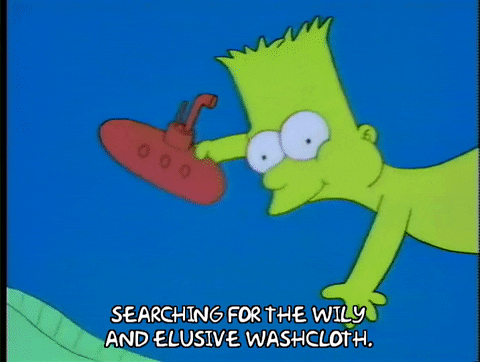 SEARCHING FOR THE WILY
AND ELUSIVE WASHCLOTH.